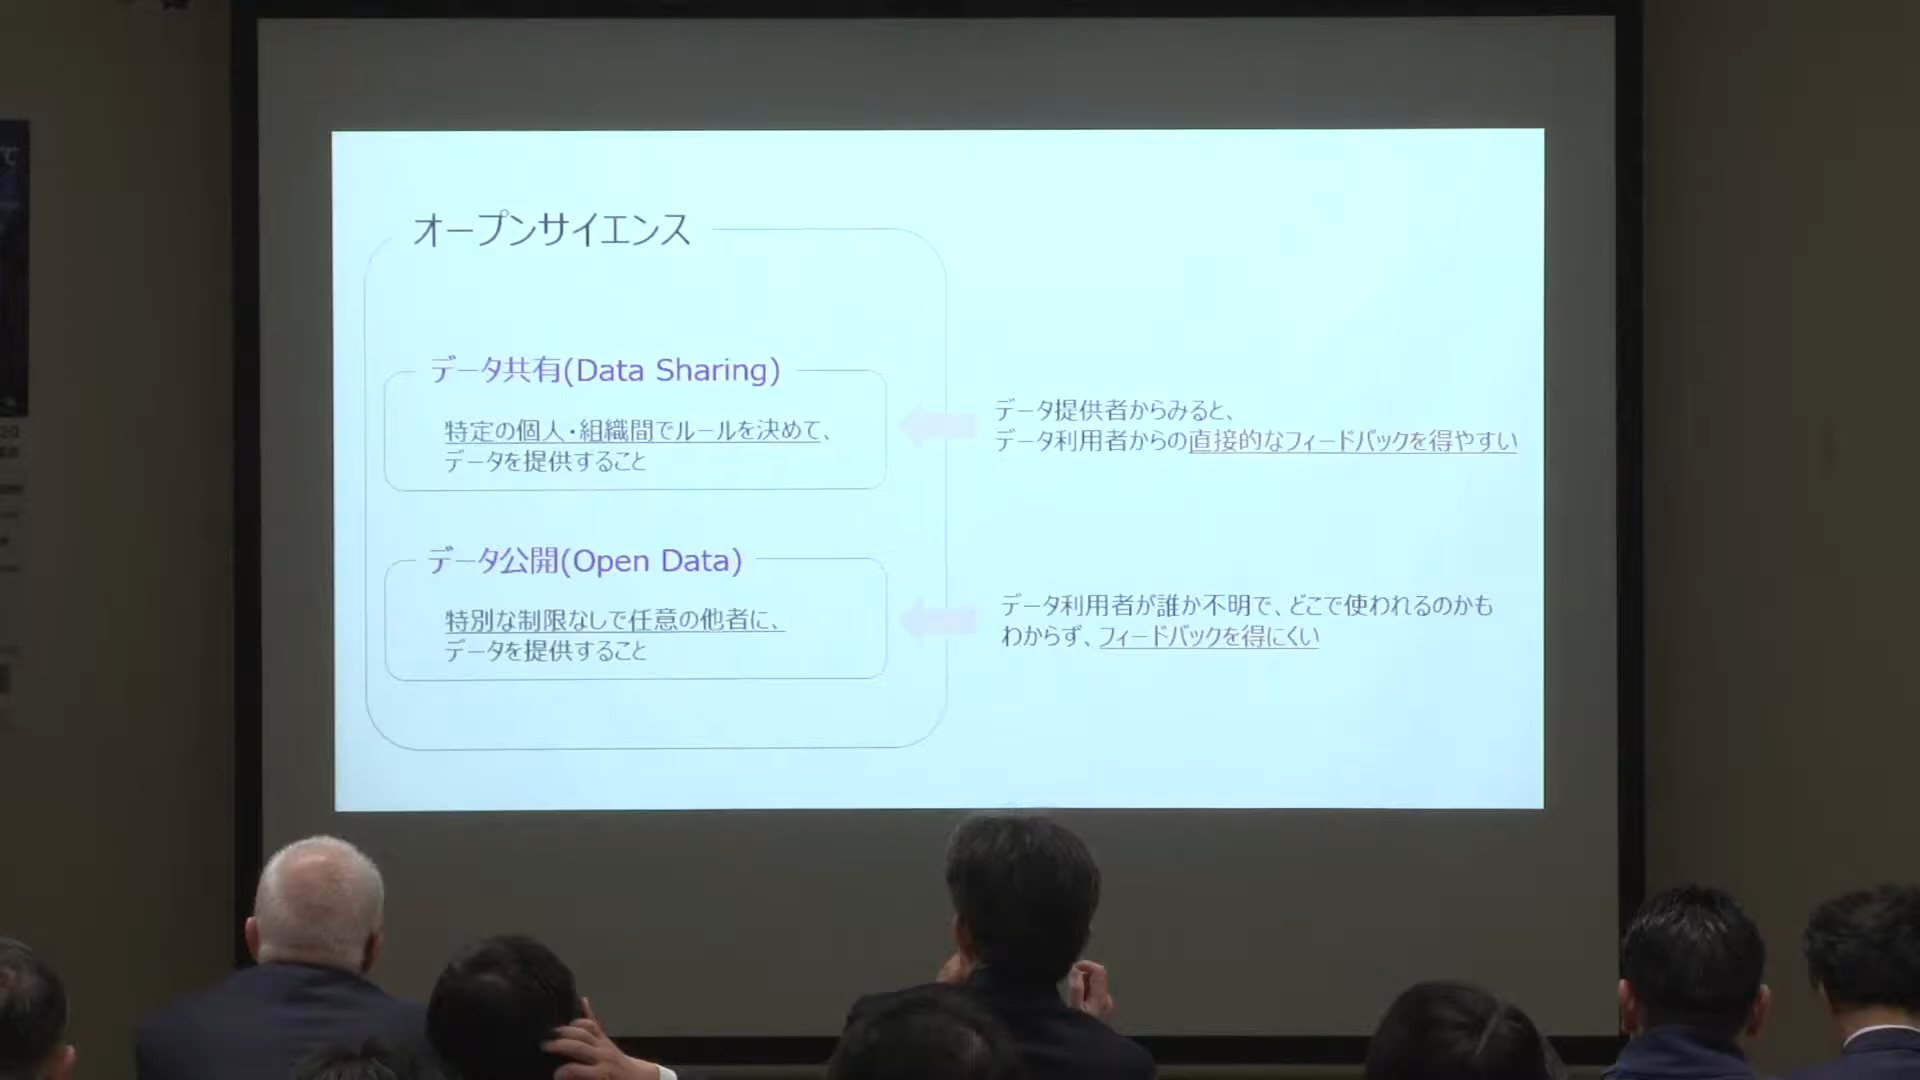 オープンサイエンス
データ共有(Data Sharing)
特定の個人・組織間でルールを決めて、
データを提供すること
データ提供者からみると、
データ利用者からの直接的なフィードバックを得やすい
データ公開(Open Data)
特別な制限なしで任意の他者に、
データを提供すること
データ利用者が誰か不明で、どこで使われるのかも
わからず、フィードバックを得にくい